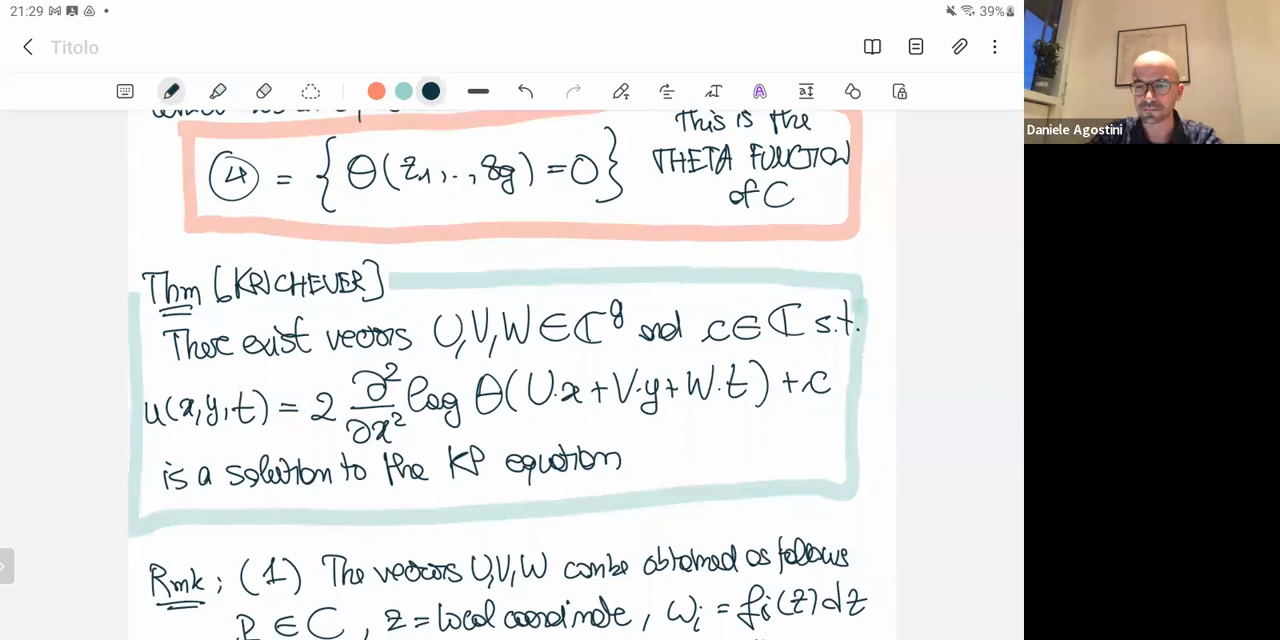 21:29
39%
Titolo
Daniele Agostini
This is the
THETA FUNCTION
of C
Ⓗ = { θ(z₁,..,zg) = 0 }
Thm [KRICHEVER]
There exist vectors U,V,W ∈ ℂ^g and c ∈ ℂ s.t.
u(x,y,t) = 2 ∂²/∂x² log θ(U·x + V·y + W·t) + c
is a solution to the KP equation
Rmk: (1) The vectors U,V,W can be obtained as follows
P ∈ C, z = local coordinate, ωᵢ = fᵢ(z)dz